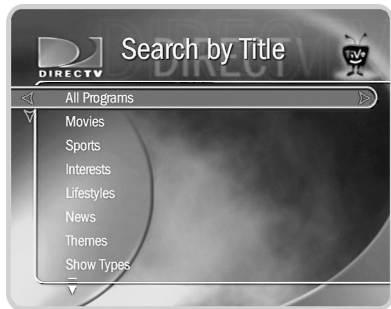 DIRECTV
Search by Title
TiVo
All Programs
Movies
Sports
Interests
Lifestyles
News
Themes
Show Types